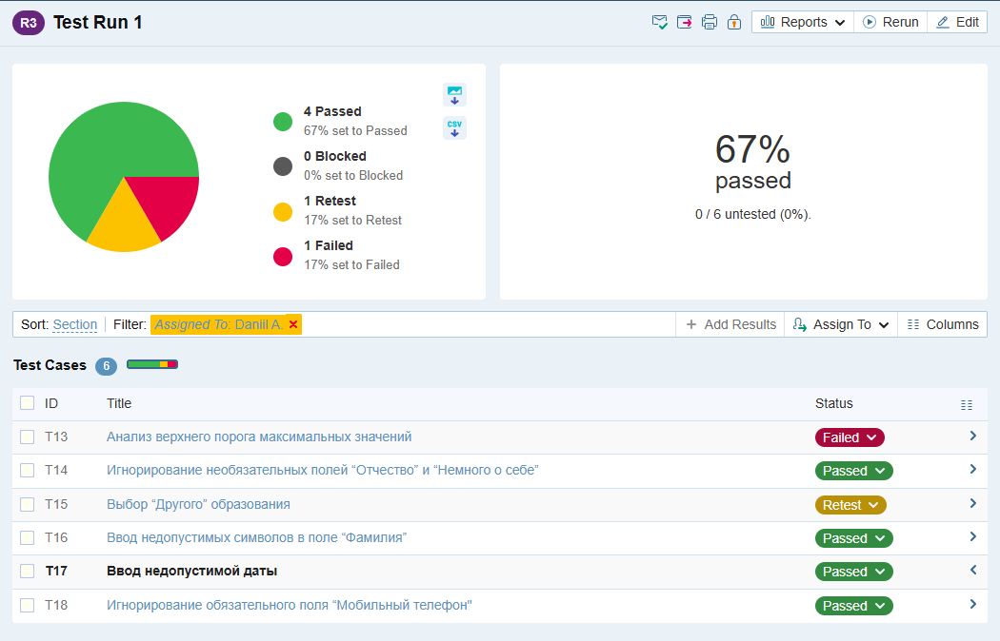 R3 Test Run 1
Reports Rerun Edit
4 Passed
67% set to Passed
0 Blocked
0% set to Blocked
1 Retest
17% set to Retest
1 Failed
17% set to Failed
CSV
67%
passed
0 / 6 untested (0%).
Sort: Section Filter: Assigned To: Daniil A. Add Results Assign To Columns
Test Cases 6
ID Title Status
T13 Анализ верхнего порога максимальных значений Failed
T14 Игнорирование необязательных полей “Отчество” и “Немного о себе” Passed
T15 Выбор “Другого” образования Retest
T16 Ввод недопустимых символов в поле “Фамилия” Passed
T17 Ввод недопустимой даты Passed
T18 Игнорирование обязательного поля “Мобильный телефон" Passed